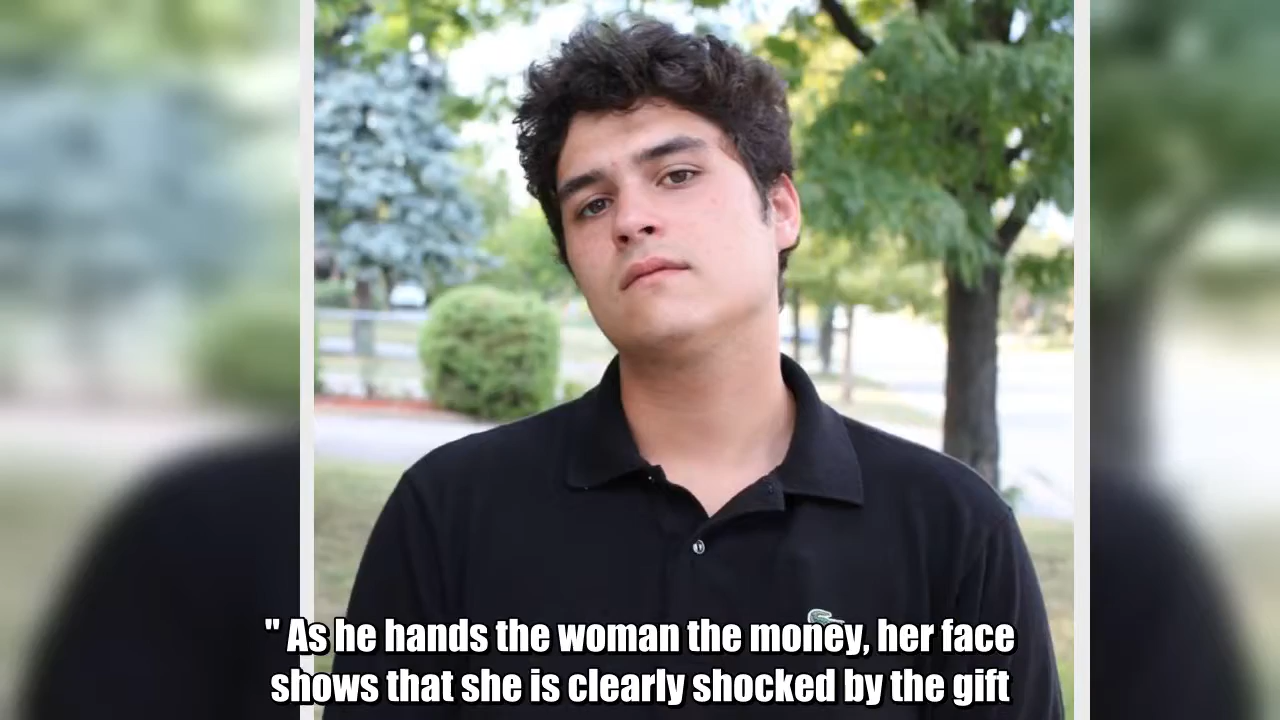 " As he hands the woman the money, her face
shows that she is clearly shocked by the gift